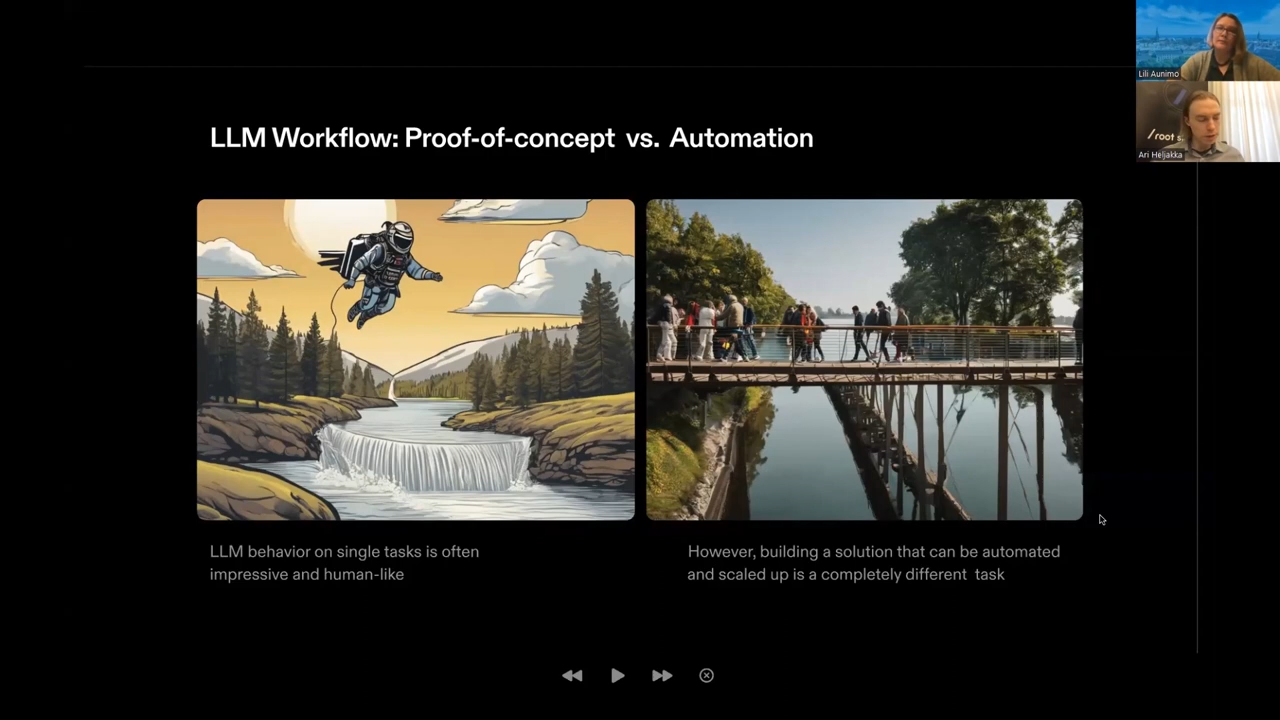 Lili Aunimo
/root s
Ari Heljakka
LLM Workflow: Proof-of-concept vs. Automation
LLM behavior on single tasks is often
impressive and human-like
However, building a solution that can be automated
and scaled up is a completely different task